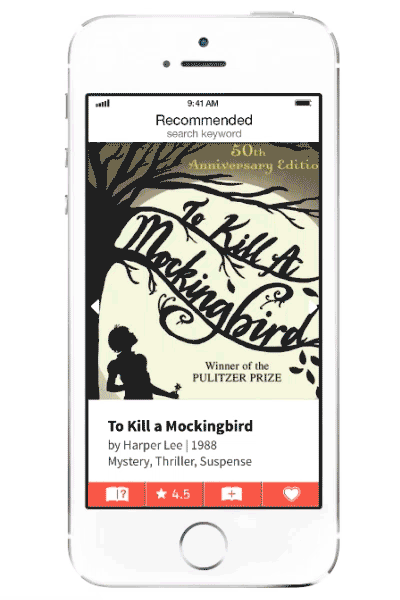 9:41 AM
Recommended
search keyword
50th
Anniversary Editio
To Kill A
Mockingbird
Winner of the
PULITZER PRIZE
To Kill a Mockingbird
by Harper Lee | 1988
Mystery, Thriller, Suspense
? 4.5